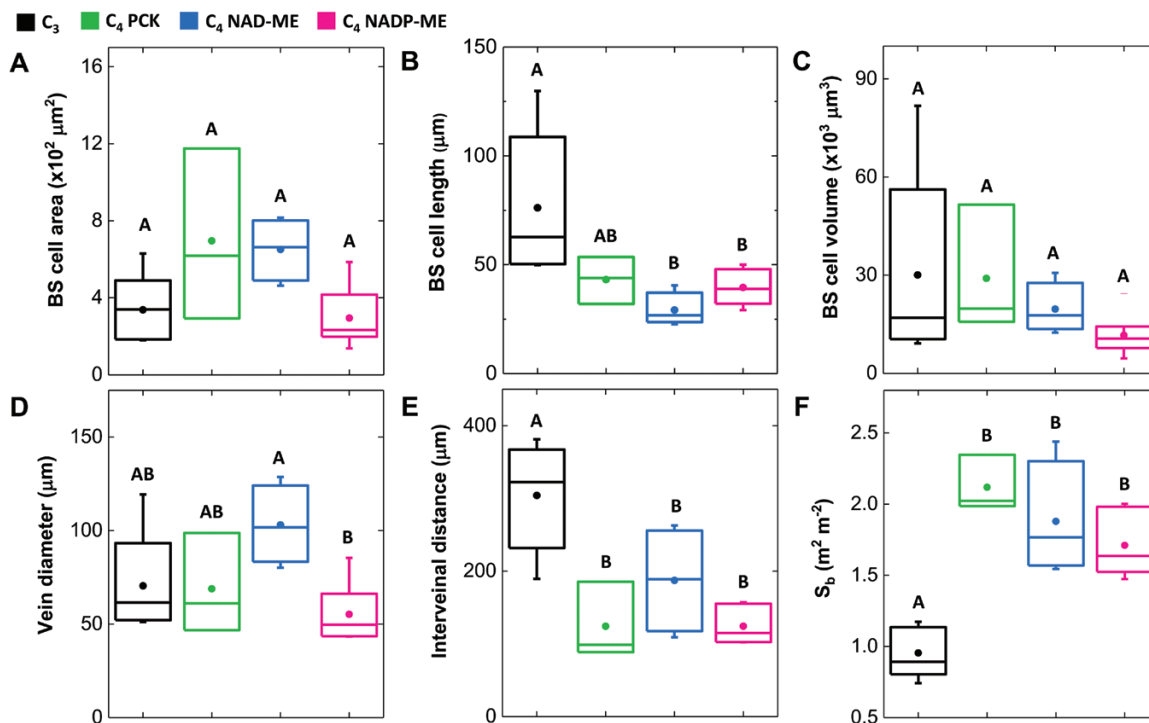 C3 C4 PCK C4 NAD-ME C4 NADP-ME
A
BS cell area (x10² μm²)
16
12
8
4
0
A
A
A
A
B
BS cell length (μm)
150
100
50
0
A
AB
B
B
C
BS cell volume (x10³ μm³)
90
60
30
0
A
A
A
A
D
Vein diameter (μm)
150
100
50
0
AB
AB
A
B
E
Interveinal distance (μm)
400
200
0
A
B
B
B
F
Sb (m² m⁻²)
2.5
2.0
1.5
1.0
0.5
A
B
B
B